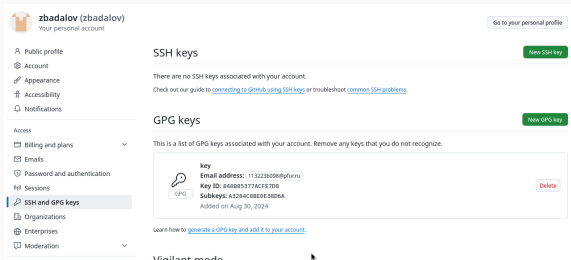 zbadalov (zbadalov)
Your personal account
Go to your personal profile
Public profile
Account
Appearance
Accessibility
Notifications
Access
Billing and plans
Emails
Password and authentication
Sessions
SSH and GPG keys
Organizations
Enterprises
Moderation
SSH keys
New SSH key
There are no SSH keys associated with your account.
Check out our guide to connecting to GitHub using SSH keys or troubleshoot common SSH problems.
GPG keys
New GPG key
This is a list of GPG keys associated with your account. Remove any keys that you do not recognize.
GPG
key
Email address: 1132236098@pfur.ru
Key ID: 848B85377ACFE7D8
Subkeys: A3284C8BE0E38D6A
Added on Aug 30, 2024
Delete
Learn how to generate a GPG key and add it to your account.
Vigilant mode